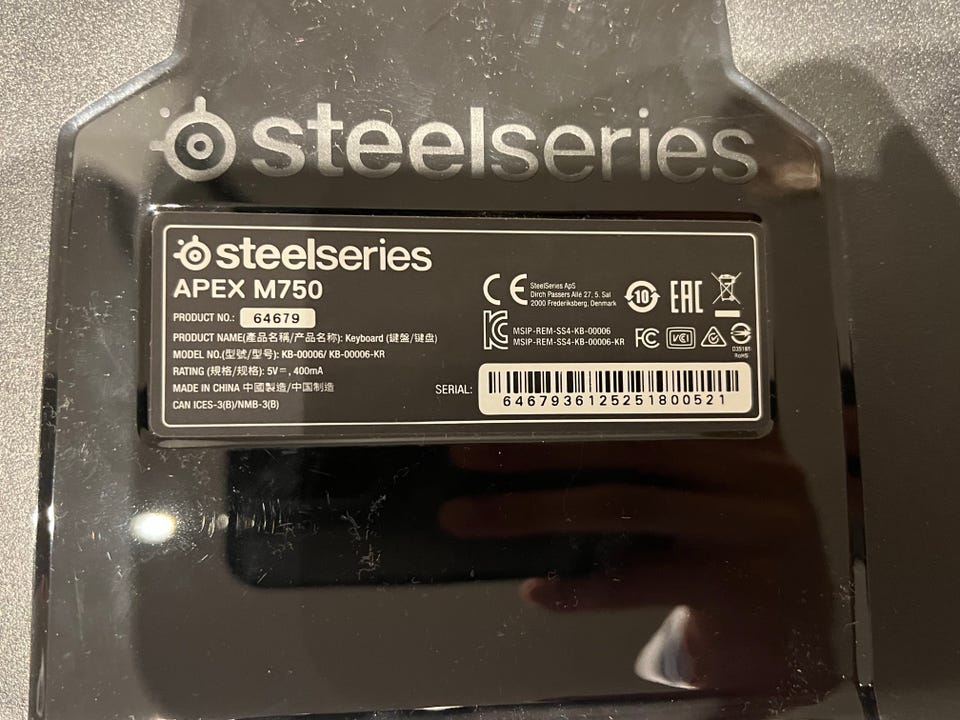 steelseries
steelseries
APEX M750
PRODUCT NO.: 64679
PRODUCT NAME(產品名稱/产品名称): Keyboard (鍵盤/键盘)
MODEL NO.(型號/型号): KB-00006/ KB-00006-KR
RATING (規格/规格): 5V⎓, 400mA
MADE IN CHINA 中國製造/中国制造
CAN ICES-3(B)/NMB-3(B)
CE
SteelSeries ApS
Dirch Passers Allé 27, 5. Sal
2000 Frederiksberg, Denmark
10
EAC
MSIP-REM-SS4-KB-00006
MSIP-REM-SS4-KB-00006-KR
FC
VCI
D35181
RoHS
SERIAL:
6467936125251800521